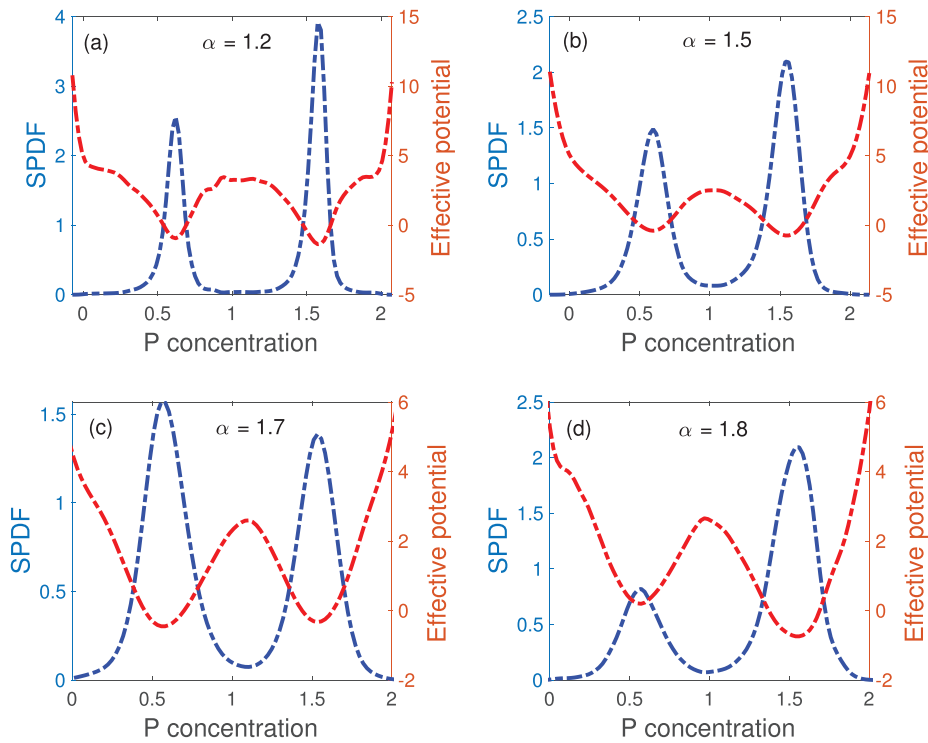 (a) α = 1.2
4
3
2
1
0
SPDF
15
10
5
0
-5
Effective potential
0 0.5 1 1.5 2
P concentration
(b) α = 1.5
2.5
2
1.5
1
0.5
0
SPDF
15
10
5
0
-5
Effective potential
0 0.5 1 1.5 2
P concentration
(c) α = 1.7
1.5
1
0.5
0
SPDF
6
4
2
0
-2
Effective potential
0 0.5 1 1.5 2
P concentration
(d) α = 1.8
2.5
2
1.5
1
0.5
0
SPDF
6
4
2
0
-2
Effective potential
0 0.5 1 1.5 2
P concentration